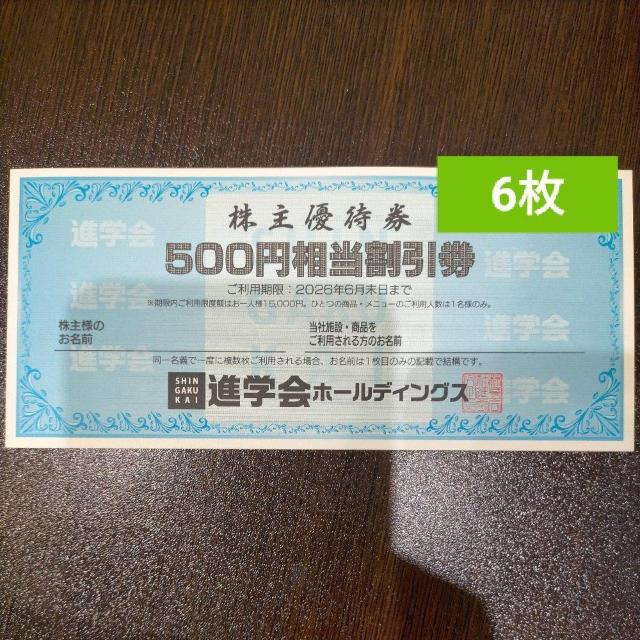 6枚
株主優待券
進学会
500円相当割引券
進学会
ご利用期限：2026年6月末日まで
進学会
※期限内ご利用限度額はお一人様15,000円。ひとつの商品・メニューのご利用人数は1名様のみ。
株主様の
お名前
当社施設・商品を
ご利用される方のお名前
進学会
進学会
同一名義で一度に複数枚ご利用される場合、お名前は1枚目のみの記載で結構です。
進学会
SHIN
GAKU
KAI
進学会ホールディングス